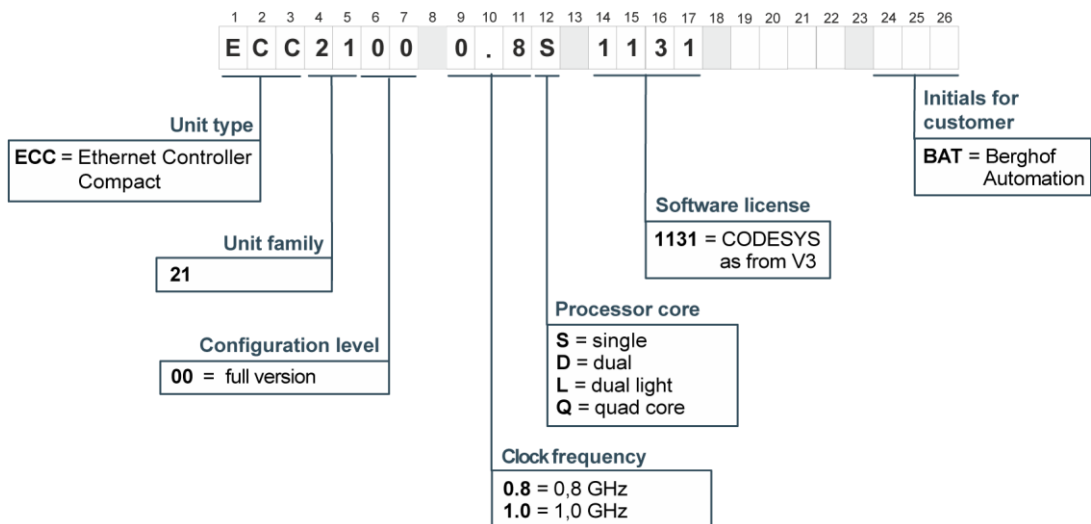 1 2 3 4 5 6 7 8 9 10 11 12 13 14 15 16 17 18 19 20 21 22 23 24 25 26
E C C 2 1 0 0 0 . 8 S 1 1 3 1
Unit type
ECC = Ethernet Controller
Compact
Initials for
customer
BAT = Berghof
Automation
Software license
1131 = CODESYS
as from V3
Unit family
21
Processor core
S = single
D = dual
L = dual light
Q = quad core
Configuration level
00 = full version
Clock frequency
0.8 = 0,8 GHz
1.0 = 1,0 GHz